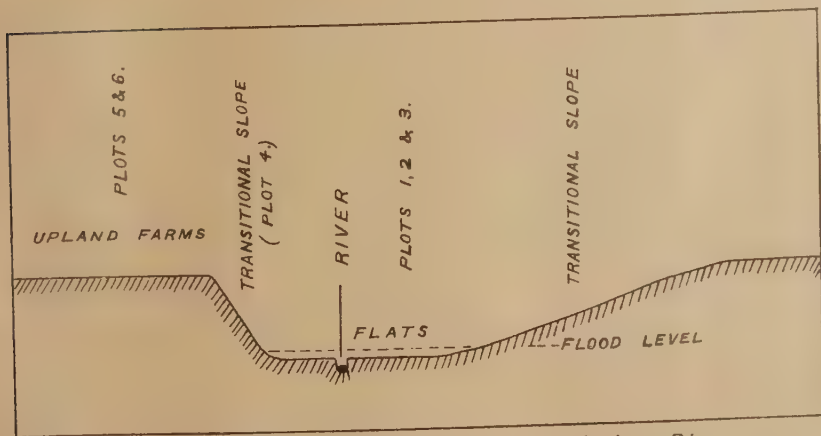 PLOTS 5 & 6.
UPLAND FARMS
TRANSITIONAL SLOPE
( PLOT 4.)
RIVER
PLOTS 1, 2 & 3.
FLATS
TRANSITIONAL SLOPE
FLOOD LEVEL